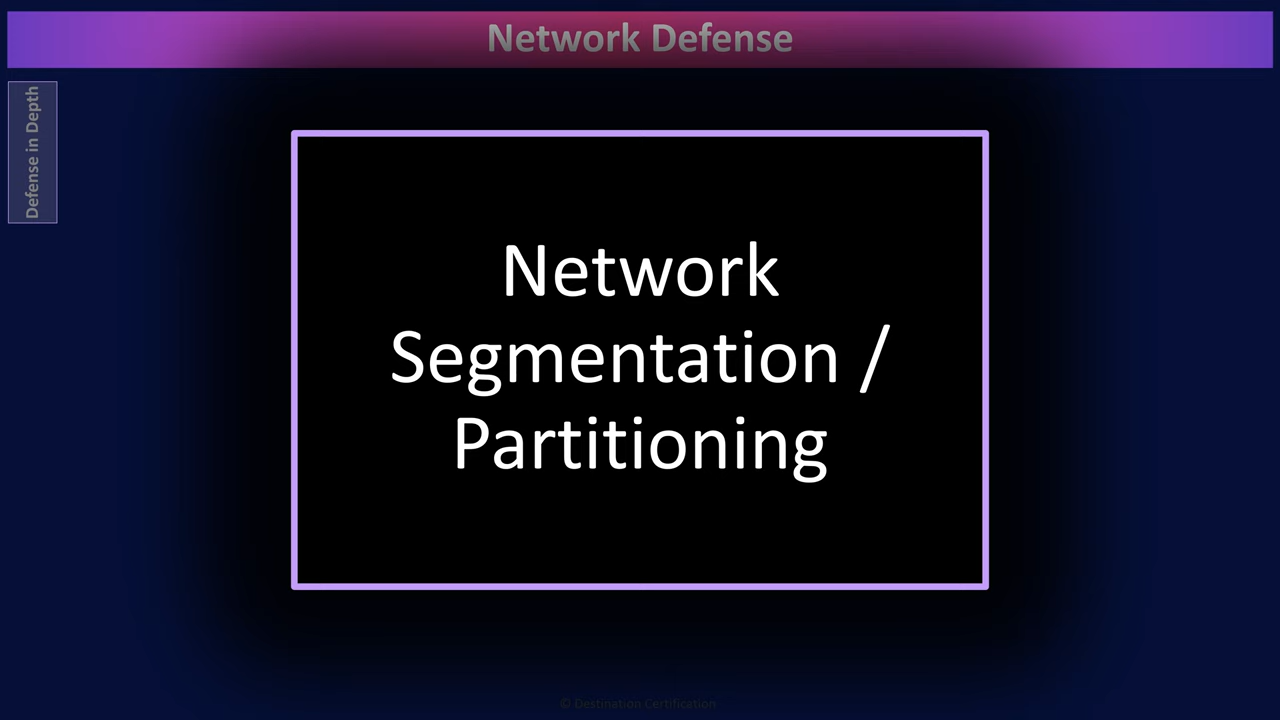 Network Defense
Defense in Depth
Network
Segmentation /
Partitioning
© Destination Certification